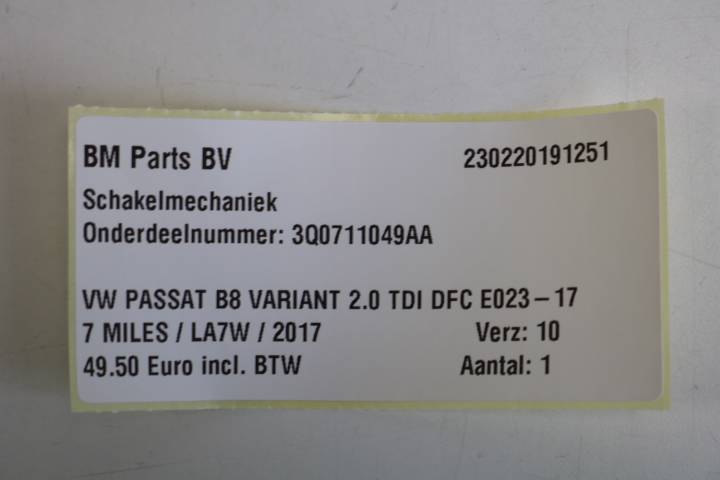 BM Parts BV 230220191251
Schakelmechaniek
Onderdeelnummer: 3Q0711049AA
VW PASSAT B8 VARIANT 2.0 TDI DFC E023-17
7 MILES / LA7W / 2017 Verz: 10
49.50 Euro incl. BTW Aantal: 1